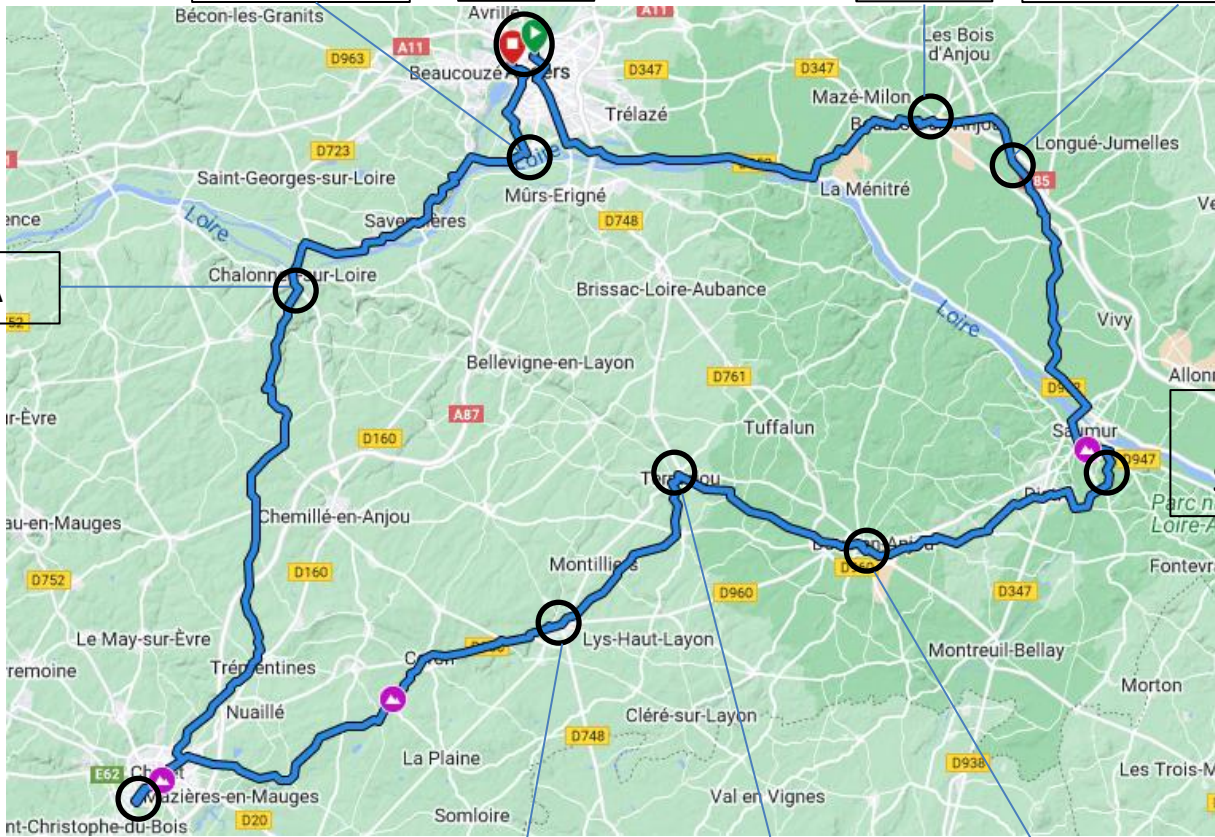 Bécon-les-Granits
Avrillé
A11
Les Bois
d'Anjou
A11
D963
Beaucouzé
D347
D347
Mazé-Milon
Trélazé
D723
Longué-Jumelles
Saint-Georges-sur-Loire
Loire
La Ménitré
85
Mûrs-Erigné
Loire
D748
Chalonnes-sur-Loire
Brissac-Loire-Aubance
A
Loire
Vivy
Bellevigne-en-Layon
D761
A87
D160
Tuffalun
Saumur
D947
Chemillé-en-Anjou
Montilliers
D752
D160
D960
D347
Le May-sur-Èvre
Lys-Haut-Layon
Montreuil-Bellay
Trémentines
Morton
Nuaillé
Cléré-sur-Layon
D748
La Plaine
D938
E62
Mazières-en-Mauges
Val en Vignes
Somloire
D20